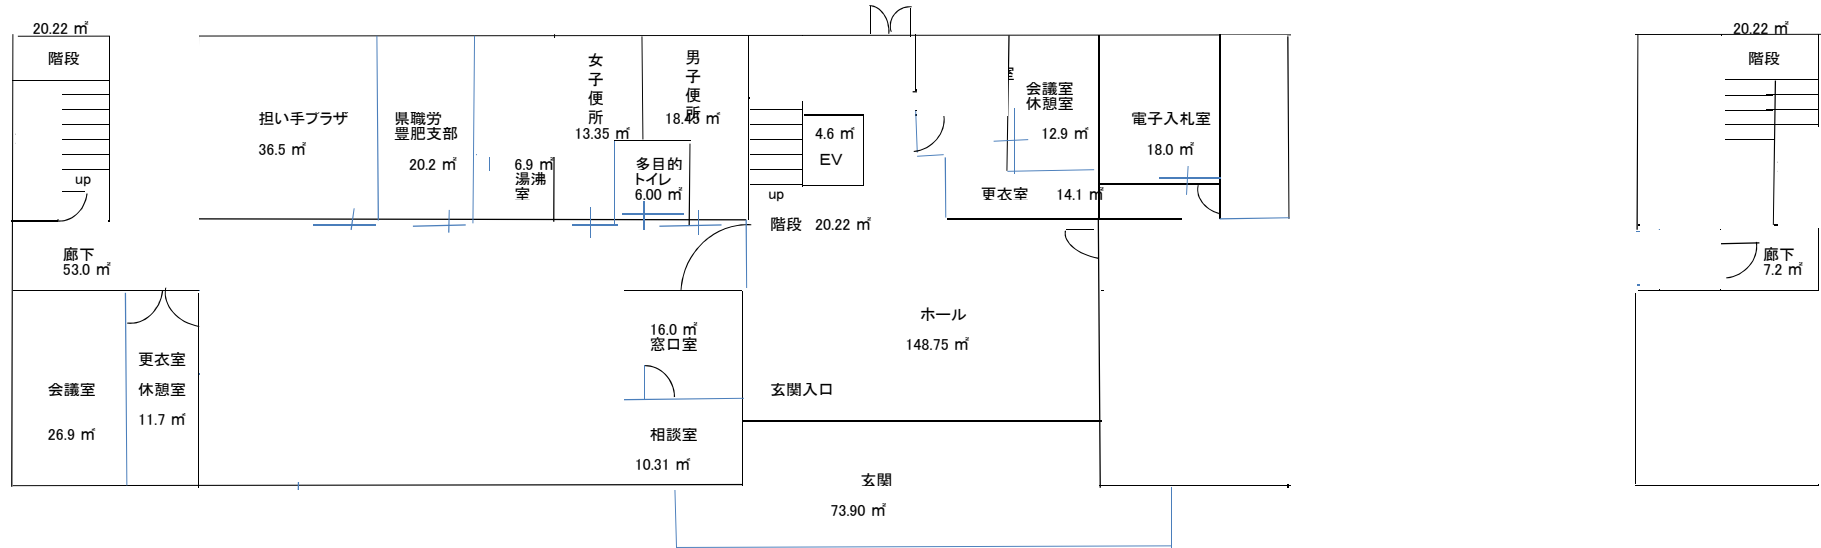 20.22 ㎡
階段
up
廊下
53.0 ㎡
会議室
26.9 ㎡
更衣室
休憩室
11.7 ㎡
担い手プラザ
36.5 ㎡
県職労
豊肥支部
20.2 ㎡
6.9 ㎡
湯沸
室
女子便所
13.35 ㎡
男子便所
18.45 ㎡
多目的
トイレ
6.00 ㎡
4.6 ㎡
EV
up
階段 20.22 ㎡
会議室
休憩室
12.9 ㎡
更衣室 14.1 ㎡
電子入札室
18.0 ㎡
ホール
148.75 ㎡
16.0 ㎡
窓口室
玄関入口
相談室
10.31 ㎡
玄関
73.90 ㎡
20.22 ㎡
階段
廊下
7.2 ㎡